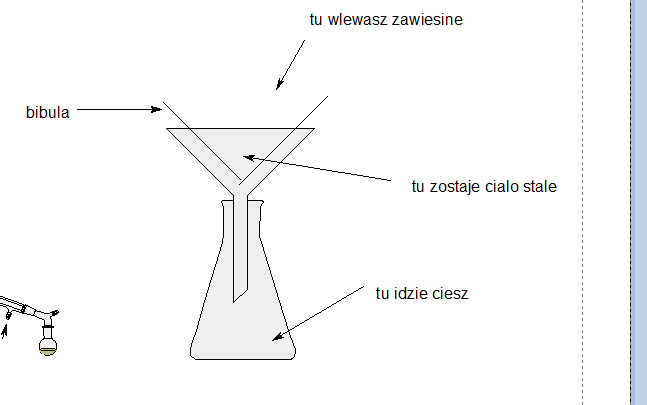 tu wlewasz zawiesine
bibula
tu zostaje cialo stale
tu idzie ciesz